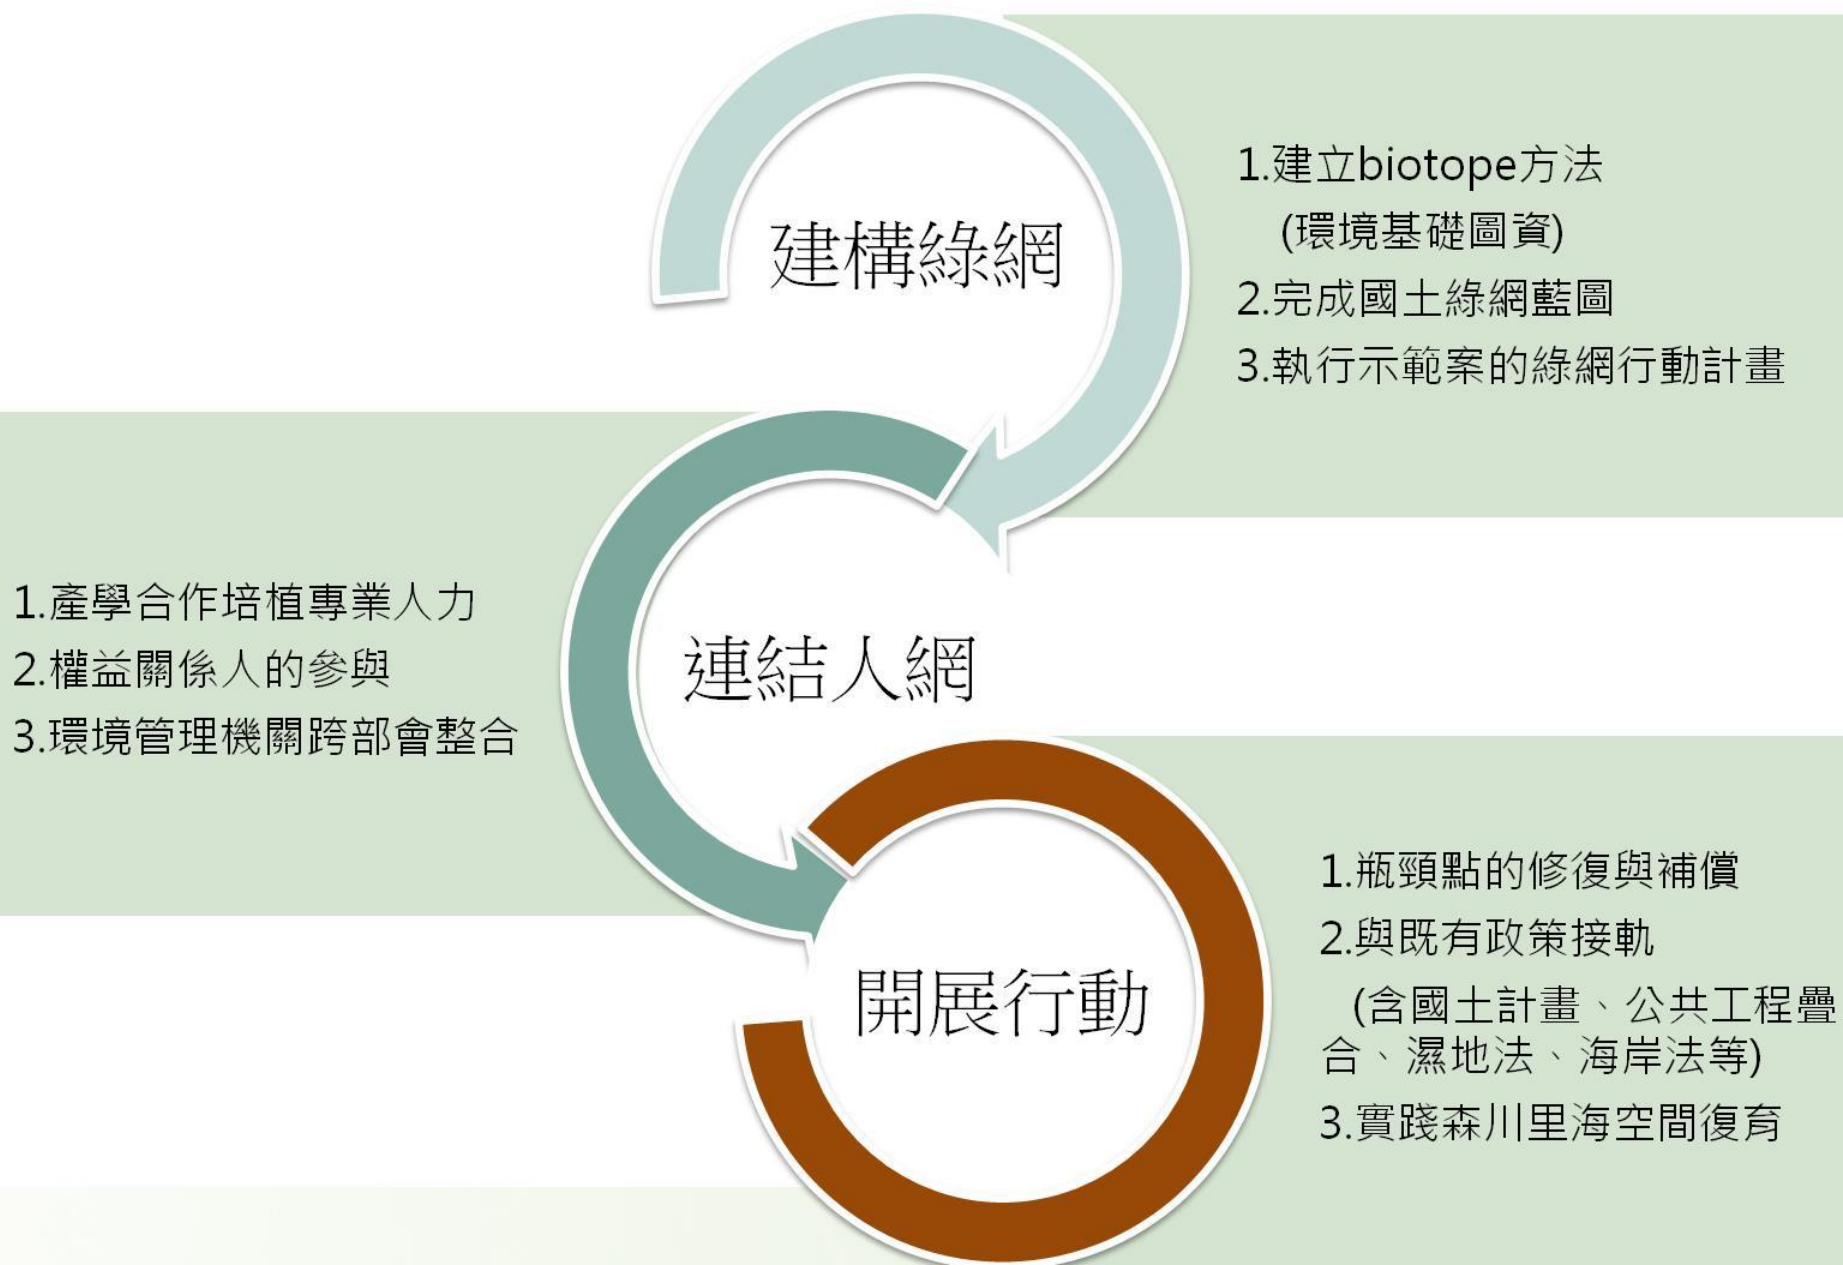 建構綠網
1.建立biotope方法
(環境基礎圖資)
2.完成國土綠網藍圖
3.執行示範案的綠網行動計畫
連結人網
1.產學合作培植專業人力
2.權益關係人的參與
3.環境管理機關跨部會整合
開展行動
1.瓶頸點的修復與補償
2.與既有政策接軌
(含國土計畫、公共工程疊
合、濕地法、海岸法等)
3.實踐森川里海空間復育